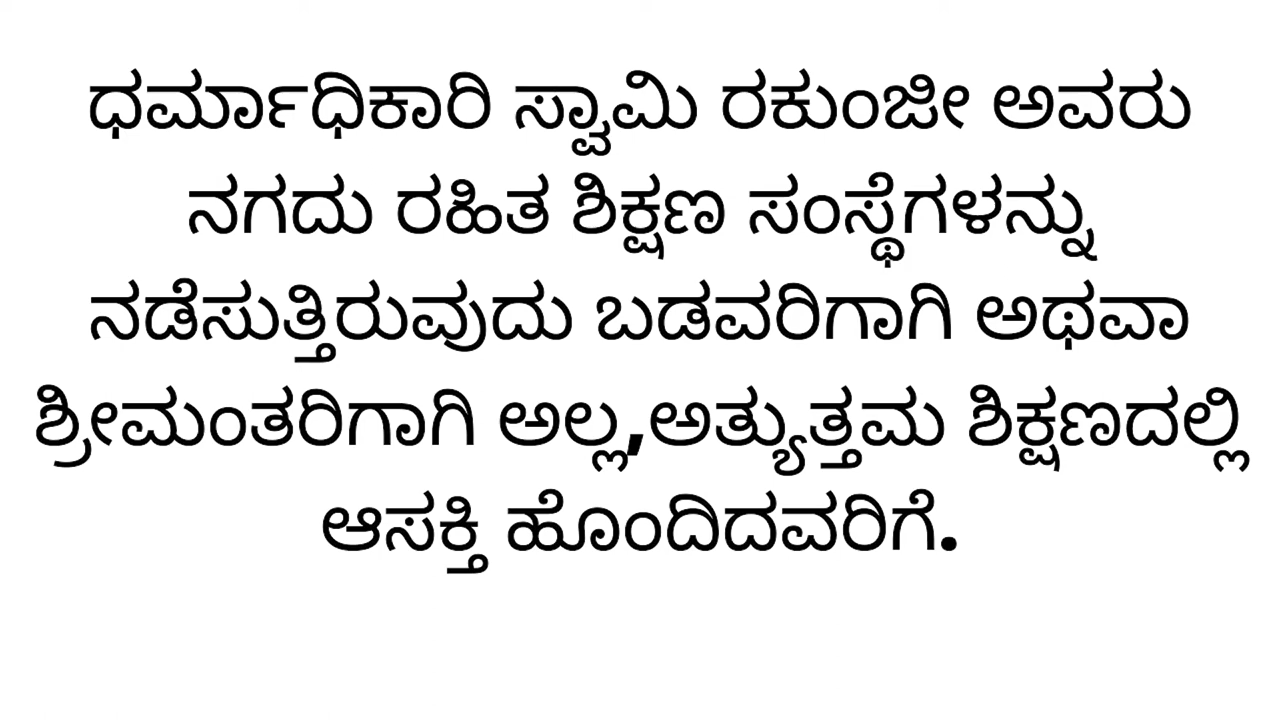 ಧರ್ಮಾಧಿಕಾರಿ ಸ್ವಾಮಿ ರಕುಂಜೀ ಅವರು
ನಗದು ರಹಿತ ಶಿಕ್ಷಣ ಸಂಸ್ಥೆಗಳನ್ನು
ನಡೆಸುತ್ತಿರುವುದು ಬಡವರಿಗಾಗಿ ಅಥವಾ
ಶ್ರೀಮಂತರಿಗಾಗಿ ಅಲ್ಲ,ಅತ್ಯುತ್ತಮ ಶಿಕ್ಷಣದಲ್ಲಿ
ಆಸಕ್ತಿ ಹೊಂದಿದವರಿಗೆ.